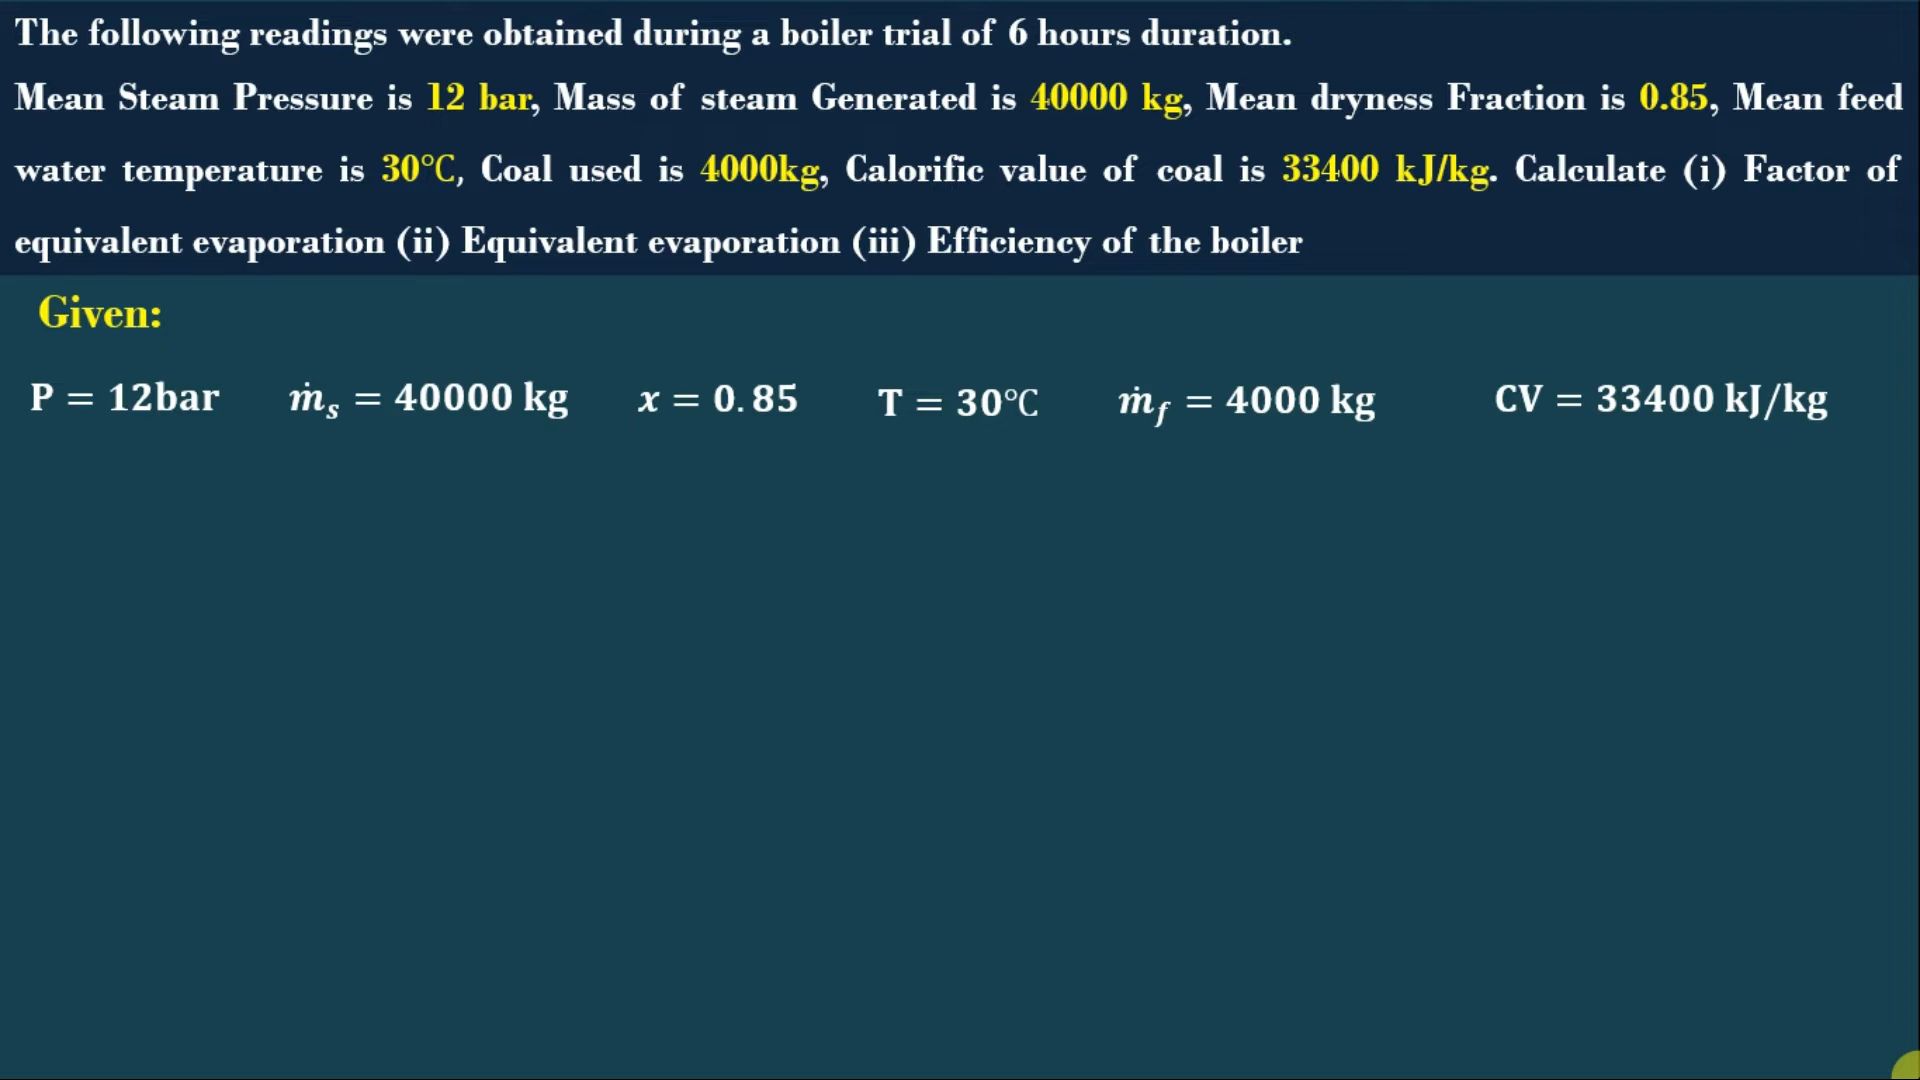 The following readings were obtained during a boiler trial of 6 hours duration.
Mean Steam Pressure is 12 bar, Mass of steam Generated is 40000 kg, Mean dryness Fraction is 0.85, Mean feed
water temperature is 30°C, Coal used is 4000kg, Calorific value of coal is 33400 kJ/kg. Calculate (i) Factor of
equivalent evaporation (ii) Equivalent evaporation (iii) Efficiency of the boiler
Given:
P = 12bar ṁₛ = 40000 kg x = 0.85 T = 30°C ṁ_f = 4000 kg CV = 33400 kJ/kg